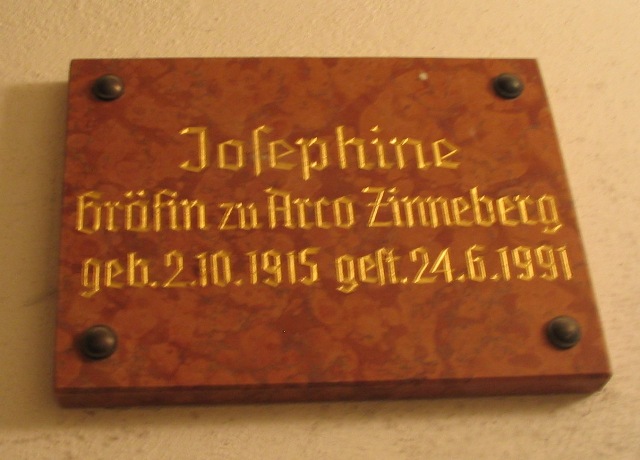 Josephine
Gräfin zu Arco Zinneberg
geb. 2.10.1915 gest. 24.6.1991